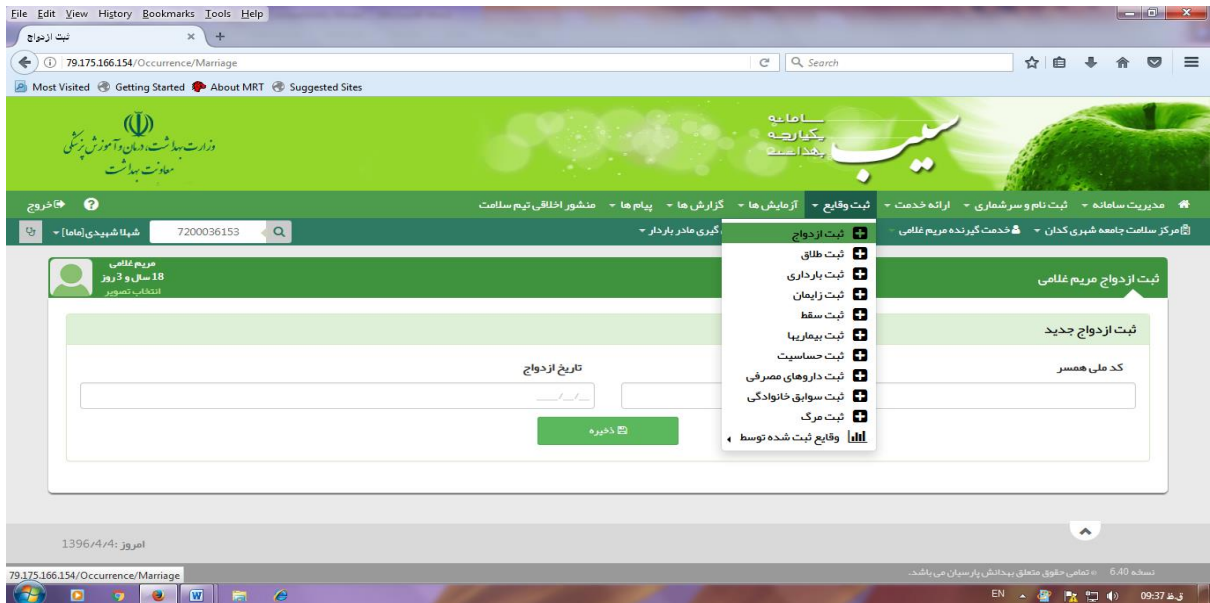 File Edit View History Bookmarks Tools Help
ثبت ازدواج
79.175.166.154/Occurrence/Marriage
Search
Most Visited Getting Started About MRT Suggested Sites
وزارت بهداشت، درمان و آموزش پزشکی
معاونت بهداشت
سامانه
یکپارچه
بهداشت
سیب
مدیریت سامانه ثبت نام و سرشماری ارائه خدمت ثبت وقایع آزمایش ها گزارش ها پیام ها منشور اخلاقی تیم سلامت
خروج
مرکز سلامت جامعه شهری کدان خدمت گیرنده مریم غلامی گیری مادر باردار
7200036153 شهلا شهیدی[ماما]
ثبت ازدواج
ثبت طلاق
ثبت بارداری
ثبت زایمان
ثبت سقط
ثبت بیماریها
ثبت حساسیت
ثبت داروهای مصرفی
ثبت سوابق خانوادگی
ثبت مرگ
وقایع ثبت شده توسط
ثبت ازدواج مریم غلامی
مریم غلامی
18 سال و 3 روز
انتخاب تصویر
ثبت ازدواج جدید
کد ملی همسر
تاریخ ازدواج
__/__/____
ذخیره
امروز :1396/4/4
نسخه 6.40 © تمامی حقوق متعلق بهدانش پارسیان می باشد.
79.175.166.154/Occurrence/Marriage
EN 09:37 ق.ظ